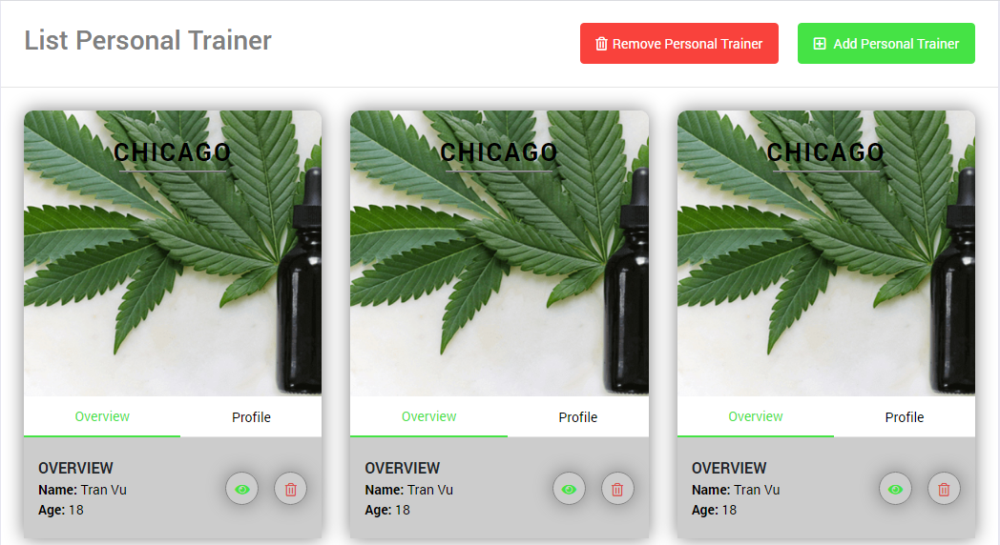 List Personal Trainer
Remove Personal Trainer
Add Personal Trainer
CHICAGO
Overview
Profile
OVERVIEW
Name: Tran Vu
Age: 18
CHICAGO
Overview
Profile
OVERVIEW
Name: Tran Vu
Age: 18
CHICAGO
Overview
Profile
OVERVIEW
Name: Tran Vu
Age: 18